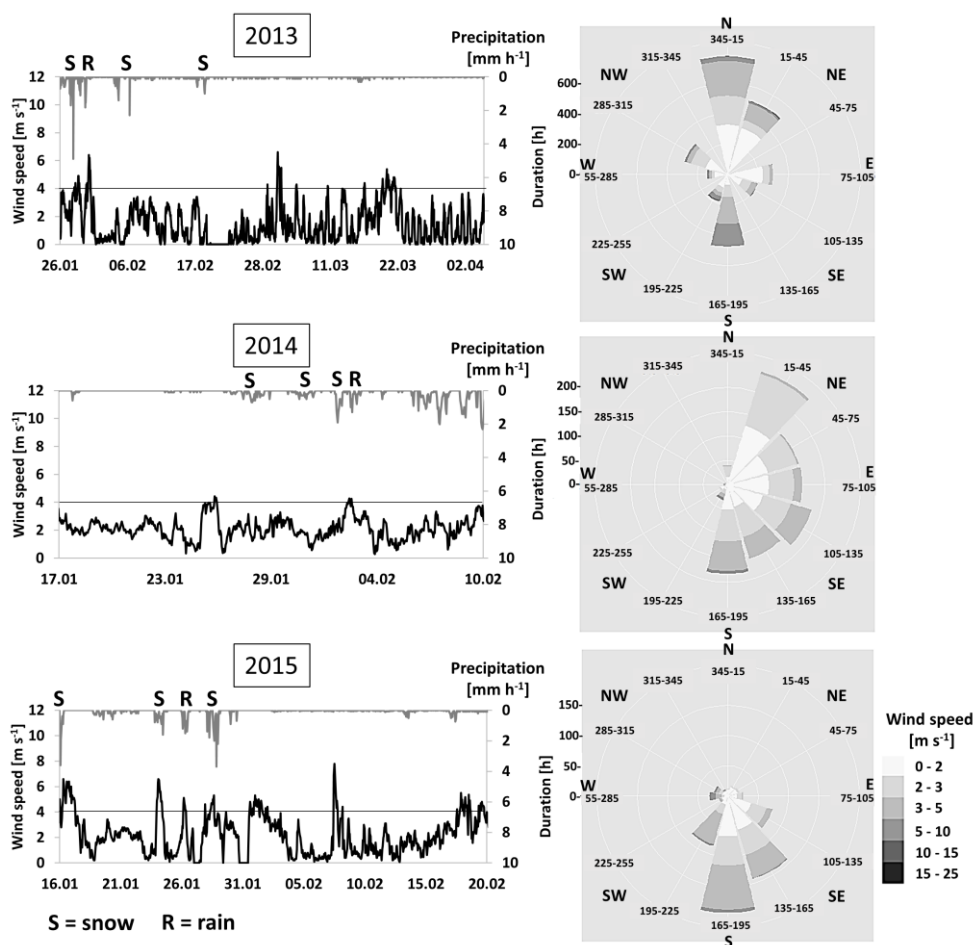 2013
Precipitation
[mm h⁻¹]
S R S S
Wind speed [m s⁻¹]
12
10
8
6
4
2
0
0
2
4
6
8
10
26.01 06.02 17.02 28.02 11.03 22.03 02.04
N
345-15
315-345 15-45
NW NE
285-315 45-75
Duration [h]
600-
400-
200-
0-
W E
55-285 75-105
225-255 105-135
SW SE
195-225 135-165
165-195
S
2014
Precipitation
[mm h⁻¹]
S S S R
Wind speed [m s⁻¹]
12
10
8
6
4
2
0
0
2
4
6
8
10
17.01 23.01 29.01 04.02 10.02
N
345-15
315-345 15-45
NW NE
285-315 45-75
Duration [h]
200-
150-
100-
50-
0-
W E
55-285 75-105
225-255 105-135
SW SE
195-225 135-165
165-195
S
2015
Precipitation
[mm h⁻¹]
S S R S
Wind speed [m s⁻¹]
12
10
8
6
4
2
0
0
2
4
6
8
10
16.01 21.01 26.01 31.01 05.02 10.02 15.02 20.02
S = snow R = rain
N
345-15
315-345 15-45
NW NE
285-315 45-75
Duration [h]
150-
100-
50-
0-
W E
55-285 75-105
225-255 105-135
SW SE
195-225 135-165
165-195
S
Wind speed
[m s⁻¹]
0 - 2
2 - 3
3 - 5
5 - 10
10 - 15
15 - 25